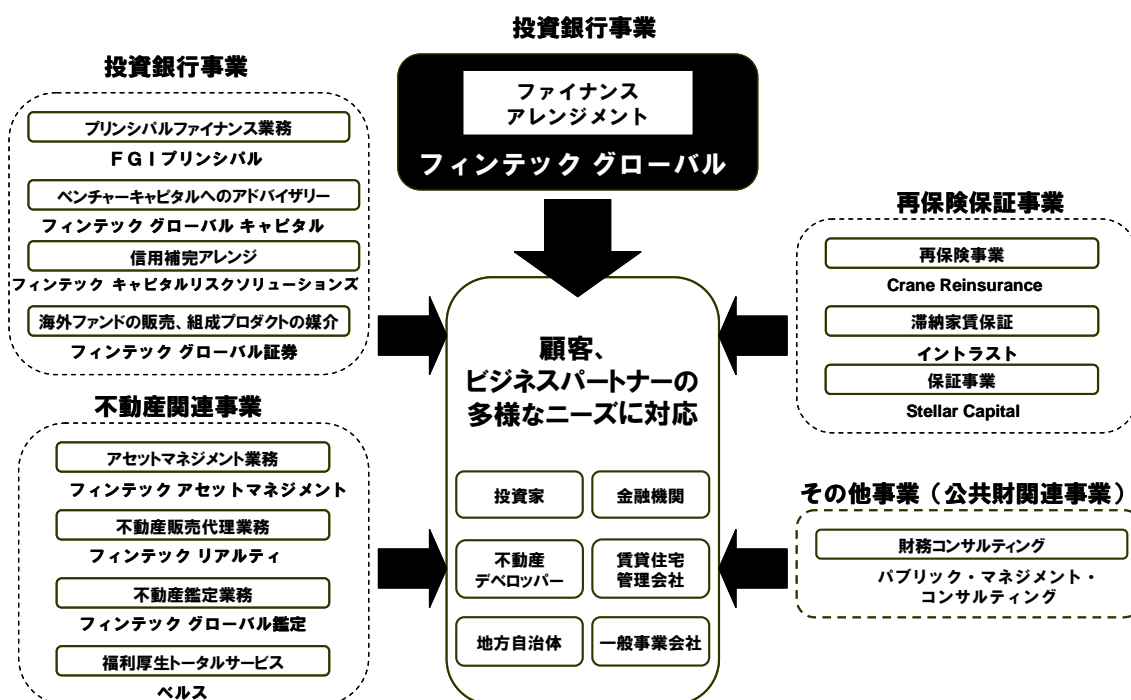 投資銀行事業
ファイナンス
アレンジメント
フィンテック グローバル
投資銀行事業
プリンシパルファイナンス業務
ＦＧＩプリンシパル
ベンチャーキャピタルへのアドバイザリー
フィンテック グローバル キャピタル
信用補完アレンジ
フィンテック キャピタルリスクソリューションズ
海外ファンドの販売、組成プロダクトの媒介
フィンテック グローバル証券
不動産関連事業
アセットマネジメント業務
フィンテック アセットマネジメント
不動産販売代理業務
フィンテック リアルティ
不動産鑑定業務
フィンテック グローバル鑑定
福利厚生トータルサービス
ベルス
顧客、
ビジネスパートナーの
多様なニーズに対応
投資家
金融機関
不動産
デベロッパー
賃貸住宅
管理会社
地方自治体
一般事業会社
再保険保証事業
再保険事業
Crane Reinsurance
滞納家賃保証
イントラスト
保証事業
Stellar Capital
その他事業（公共財関連事業）
財務コンサルティング
パブリック・マネジメント・
コンサルティング